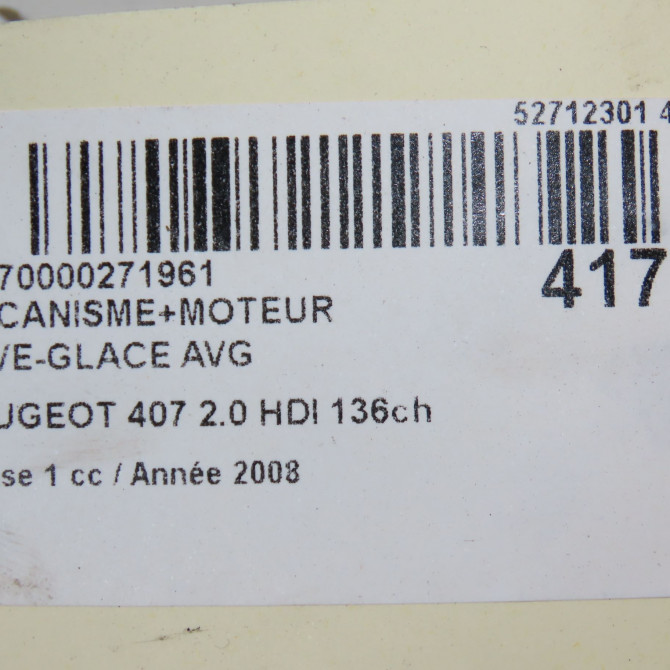 52712301 4
70000271961
417
CANISME+MOTEUR
VE-GLACE AVG
UGEOT 407 2.0 HDI 136ch
se 1 cc / Année 2008